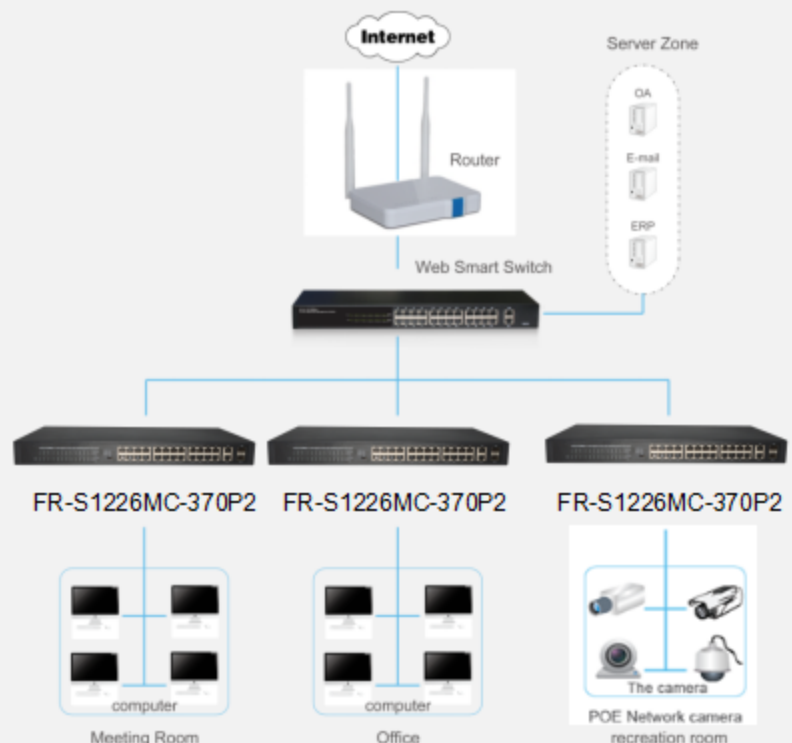 Internet
Server Zone
OA
E-mail
ERP
Router
Web Smart Switch
FR-S1226MC-370P2
FR-S1226MC-370P2
FR-S1226MC-370P2
computer
computer
The camera
Meeting Room
Office
POE Network camera
recreation room